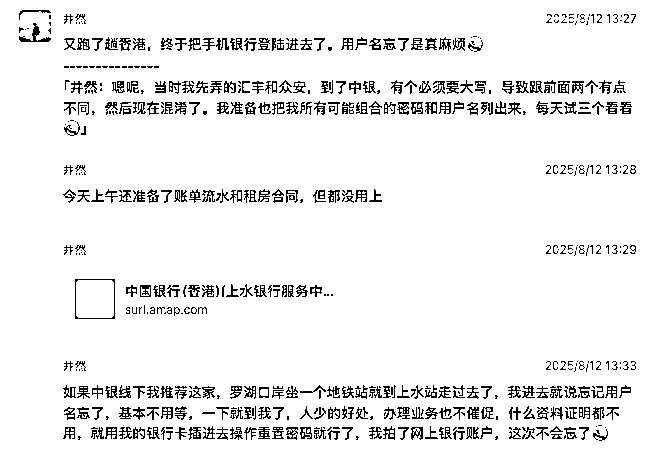 井然 2025/8/12 13:27
又跑了趟香港，终于把手机银行登陆进去了。用户名忘了是真麻烦
---------------
「井然：嗯呢，当时我先弄的汇丰和众安，到了中银，有个必须要大写，导致跟前面两个有点
不同，然后现在混淆了。我准备也把我所有可能组合的密码和用户名列出来，每天试三个看看
」
井然 2025/8/12 13:28
今天上午还准备了账单流水和租房合同，但都没用上
井然 2025/8/12 13:29
中国银行(香港)(上水银行服务中...
surl.amap.com
井然 2025/8/12 13:33
如果中银线下我推荐这家，罗湖口岸坐一个地铁站就到上水站走过去了，我进去就说忘记用户
名忘了，基本不用等，一下就到我了，人少的好处，办理业务也不催促，什么资料证明都不
用，就用我的银行卡插进去操作重置密码就行了，我拍了网上银行账户，这次不会忘了